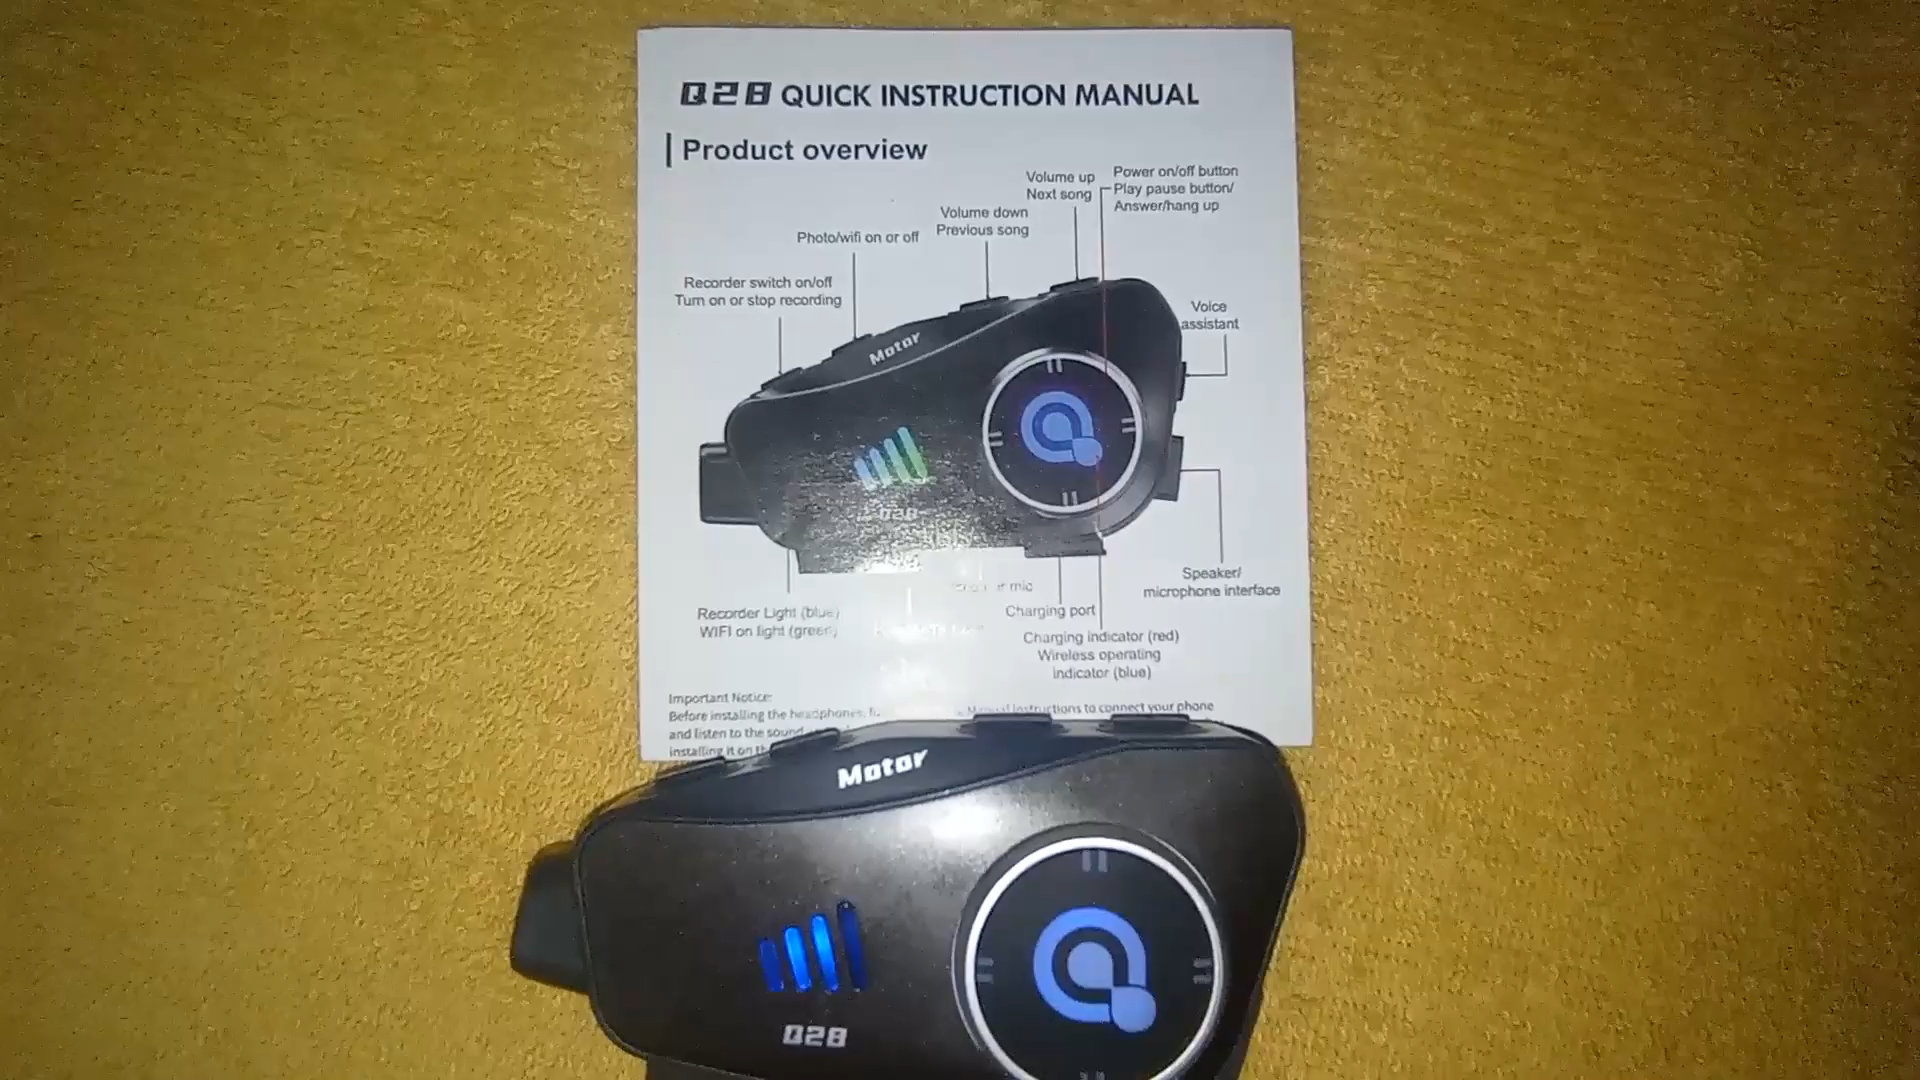 Q28 QUICK INSTRUCTION MANUAL
Product overview
Volume up
Next song
Power on/off button
Play pause button/
Answer/hang up
Volume down
Previous song
Photo/wifi on or off
Recorder switch on/off
Turn on or stop recording
Voice
assistant
Motor
Q28
mic
Speaker/
microphone interface
Charging port
Recorder Light (blue)
WIFI on light (green)
Charging indicator (red)
Wireless operating
indicator (blue)
Important Notice:
Before installing the headphones, instructions to connect your phone
and listen to the sound
installing it on
Motor
Q28